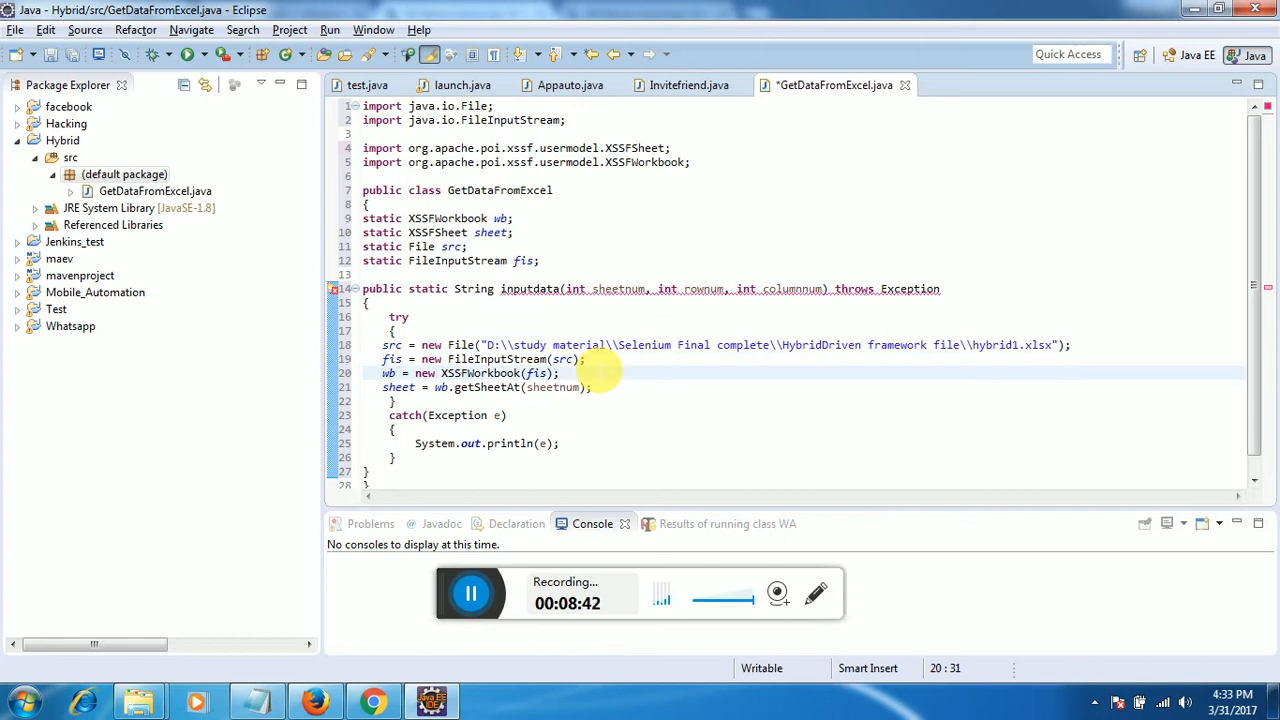 Java - Hybrid/src/GetDataFromExcel.java - Eclipse
File Edit Source Refactor Navigate Search Project Run Window Help
Quick Access Java EE Java
Package Explorer
facebook
Hacking
Hybrid
src
(default package)
GetDataFromExcel.java
JRE System Library [JavaSE-1.8]
Referenced Libraries
Jenkins_test
maev
mavenproject
Mobile_Automation
Test
Whatsapp
test.java launch.java Appauto.java Invitefriend.java *GetDataFromExcel.java
1 import java.io.File;
2 import java.io.FileInputStream;
3
4 import org.apache.poi.xssf.usermodel.XSSFSheet;
5 import org.apache.poi.xssf.usermodel.XSSFWorkbook;
6
7 public class GetDataFromExcel
8 {
9 static XSSFWorkbook wb;
10 static XSSFSheet sheet;
11 static File src;
12 static FileInputStream fis;
13
14 public static String inputdata(int sheetnum, int rownum, int columnnum) throws Exception
15 {
16 try
17 {
18 src = new File("D:\\study material\\Selenium Final complete\\HybridDriven framework file\\hybrid1.xlsx");
19 fis = new FileInputStream(src);
20 wb = new XSSFWorkbook(fis);
21 sheet = wb.getSheetAt(sheetnum);
22 }
23 catch(Exception e)
24 {
25 System.out.println(e);
26 }
27 }
28 }
Problems Javadoc Declaration Console Results of running class WA
No consoles to display at this time.
Recording...
00:08:42
Writable Smart Insert 20 : 31
4:33 PM
3/31/2017